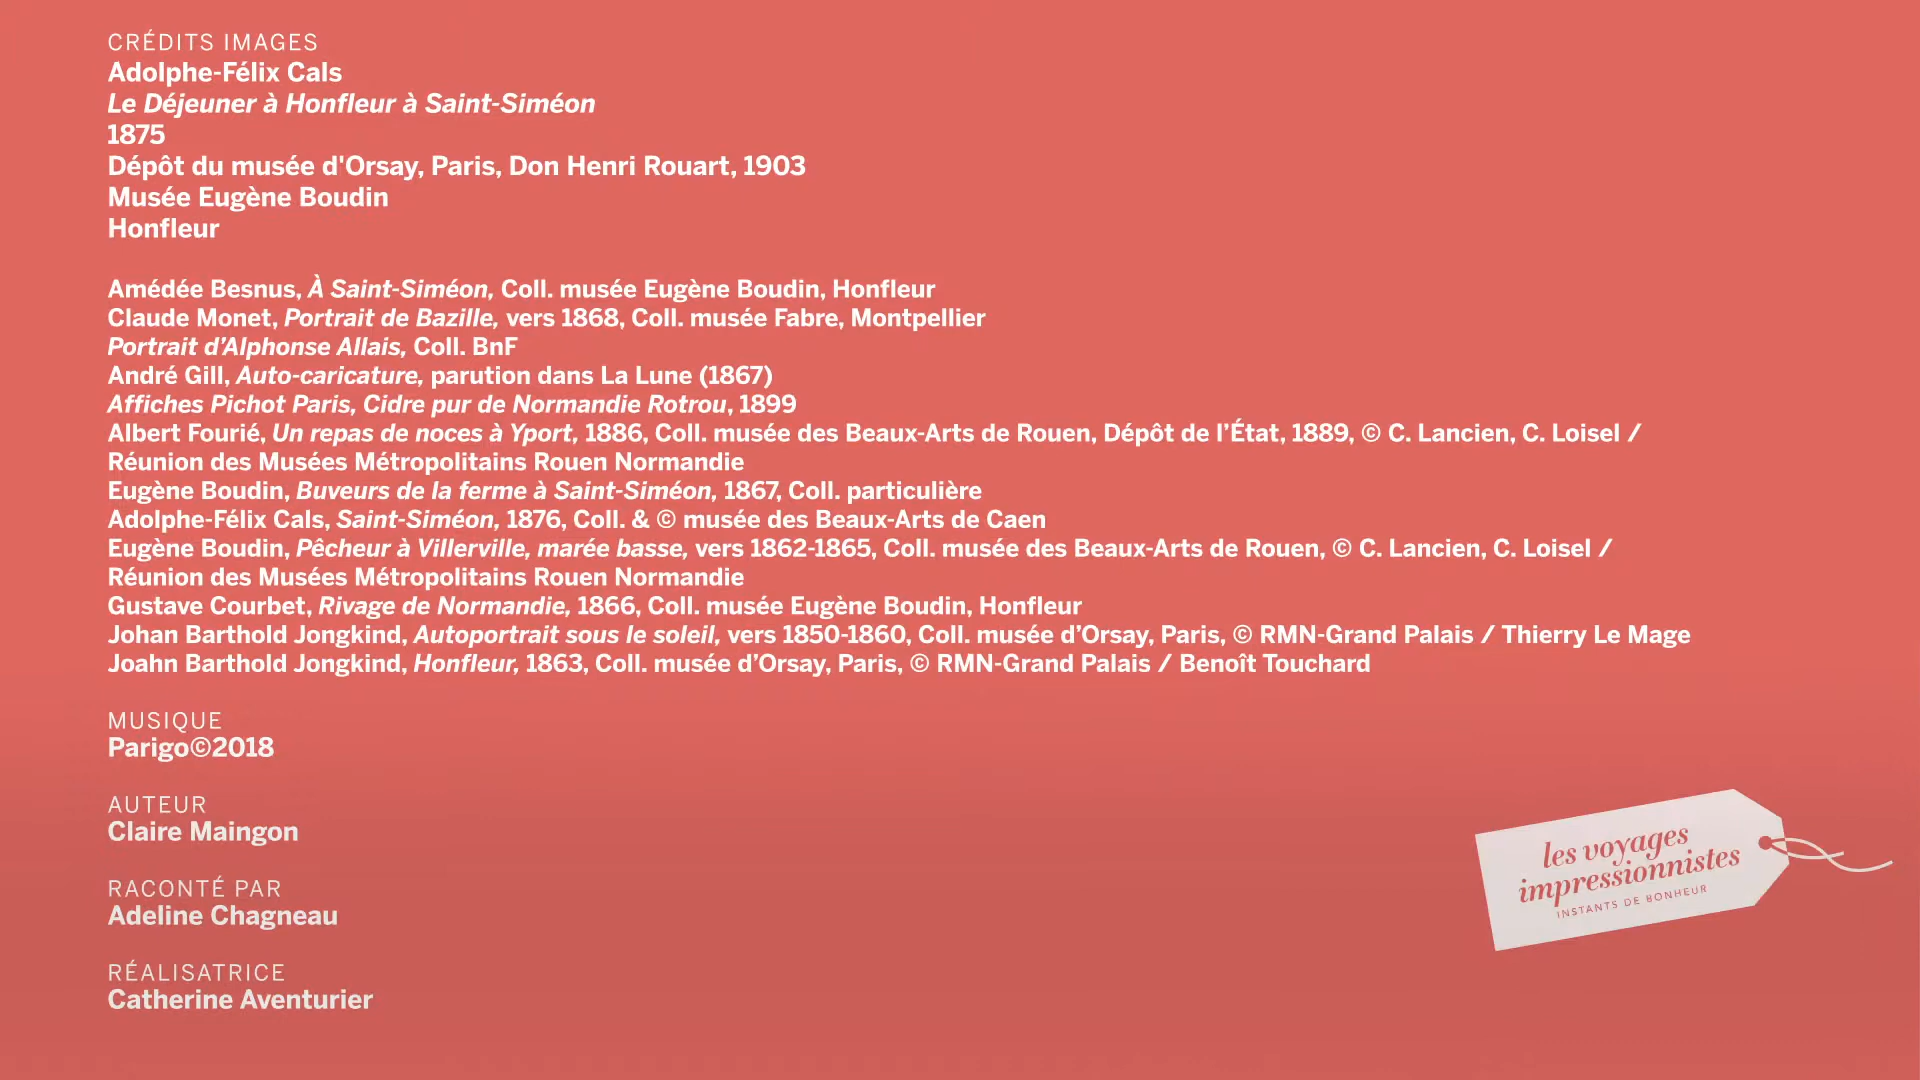 CRÉDITS IMAGES
Adolphe-Félix Cals
Le Déjeuner à Honfleur à Saint-Siméon
1875
Dépôt du musée d'Orsay, Paris, Don Henri Rouart, 1903
Musée Eugène Boudin
Honfleur
Amédée Besnus, À Saint-Siméon, Coll. musée Eugène Boudin, Honfleur
Claude Monet, Portrait de Bazille, vers 1868, Coll. musée Fabre, Montpellier
Portrait d’Alphonse Allais, Coll. BnF
André Gill, Auto-caricature, parution dans La Lune (1867)
Affiches Pichot Paris, Cidre pur de Normandie Rotrou, 1899
Albert Fourié, Un repas de noces à Yport, 1886, Coll. musée des Beaux-Arts de Rouen, Dépôt de l’État, 1889, © C. Lancien, C. Loisel /
Réunion des Musées Métropolitains Rouen Normandie
Eugène Boudin, Buveurs de la ferme à Saint-Siméon, 1867, Coll. particulière
Adolphe-Félix Cals, Saint-Siméon, 1876, Coll. & © musée des Beaux-Arts de Caen
Eugène Boudin, Pêcheur à Villerville, marée basse, vers 1862-1865, Coll. musée des Beaux-Arts de Rouen, © C. Lancien, C. Loisel /
Réunion des Musées Métropolitains Rouen Normandie
Gustave Courbet, Rivage de Normandie, 1866, Coll. musée Eugène Boudin, Honfleur
Johan Barthold Jongkind, Autoportrait sous le soleil, vers 1850-1860, Coll. musée d’Orsay, Paris, © RMN-Grand Palais / Thierry Le Mage
Joahn Barthold Jongkind, Honfleur, 1863, Coll. musée d’Orsay, Paris, © RMN-Grand Palais / Benoît Touchard
MUSIQUE
Parigo©2018
AUTEUR
Claire Maingon
RACONTÉ PAR
Adeline Chagneau
RÉALISATRICE
Catherine Aventurier
les voyages
impressionnistes
INSTANTS DE BONHEUR